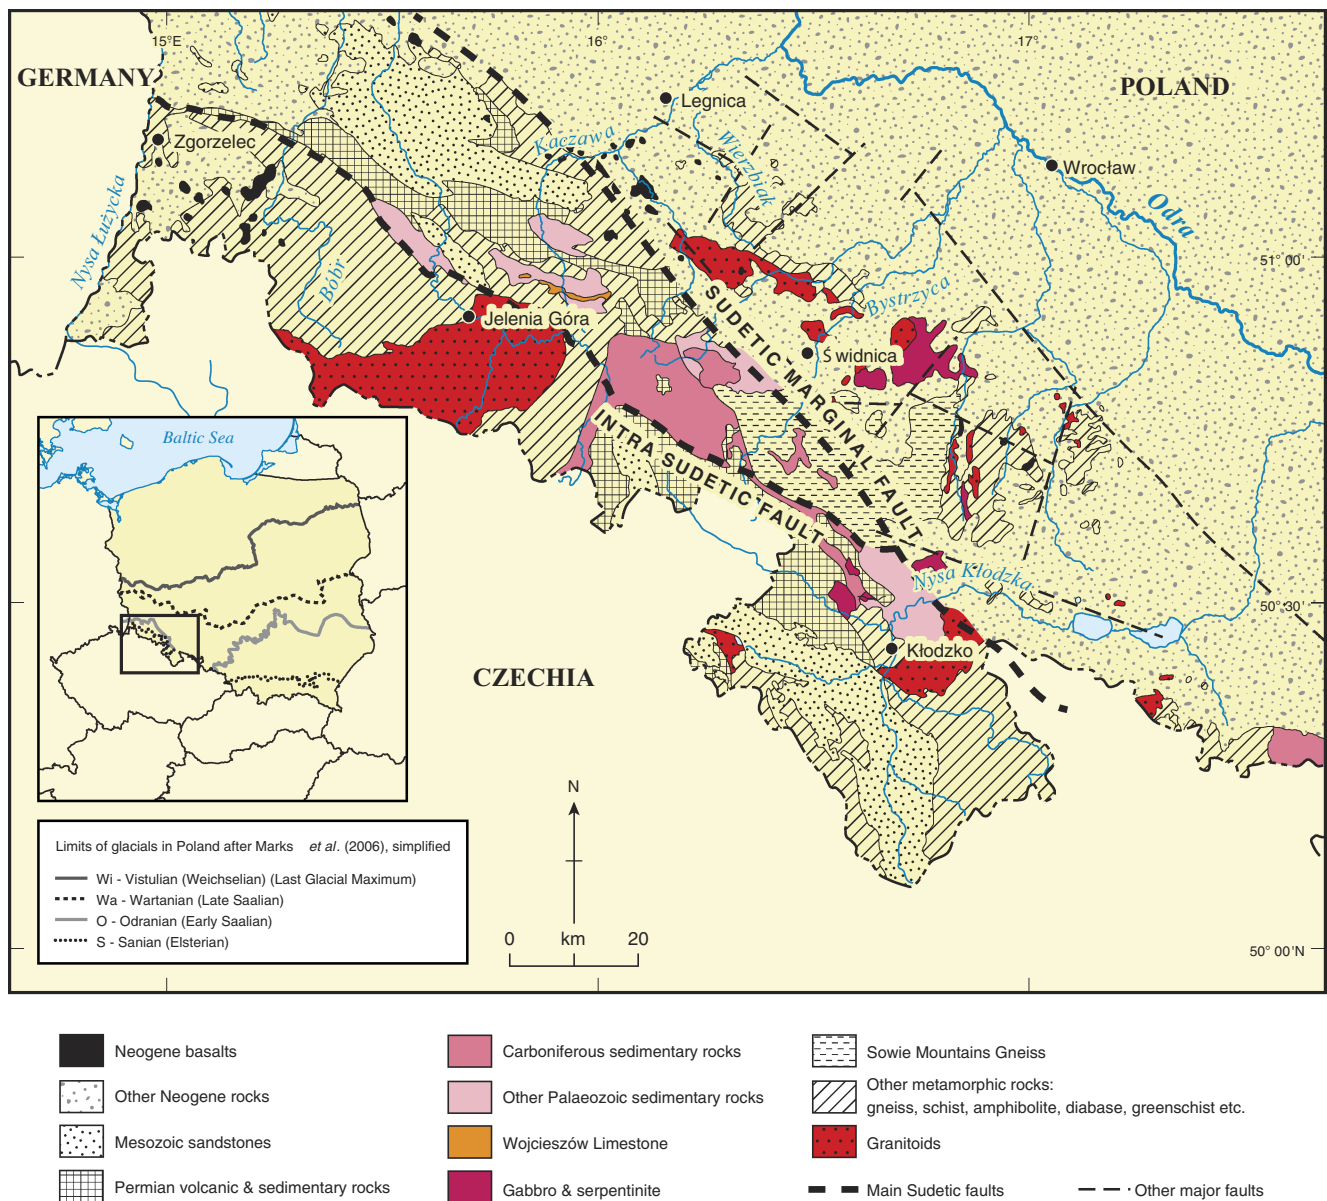 15°E
16°
17°
GERMANY
POLAND
Legnica
Zgorzelec
Kaczawa
Wierzbiak
Wrocław
Odra
Nysa Łużycka
Bobr
51° 00'
Bystrzyca
Jelenia Góra
Swidnica
SUDETIC MARGINAL FAULT
INTRA SUDETIC FAULT
Baltic Sea
Nysa Kłodzka
50° 30'
Kłodzko
CZECHIA
N
0 km 20
50° 00'N
Limits of glacials in Poland after Marks et al. (2006), simplified
Wi - Vistulian (Weichselian) (Last Glacial Maximum)
Wa - Wartanian (Late Saalian)
O - Odranian (Early Saalian)
S - Sanian (Elsterian)
Neogene basalts
Other Neogene rocks
Mesozoic sandstones
Permian volcanic & sedimentary rocks
Carboniferous sedimentary rocks
Other Palaeozoic sedimentary rocks
Wojcieszów Limestone
Gabbro & serpentinite
Sowie Mountains Gneiss
Other metamorphic rocks:
gneiss, schist, amphibolite, diabase, greenschist etc.
Granitoids
Main Sudetic faults
Other major faults